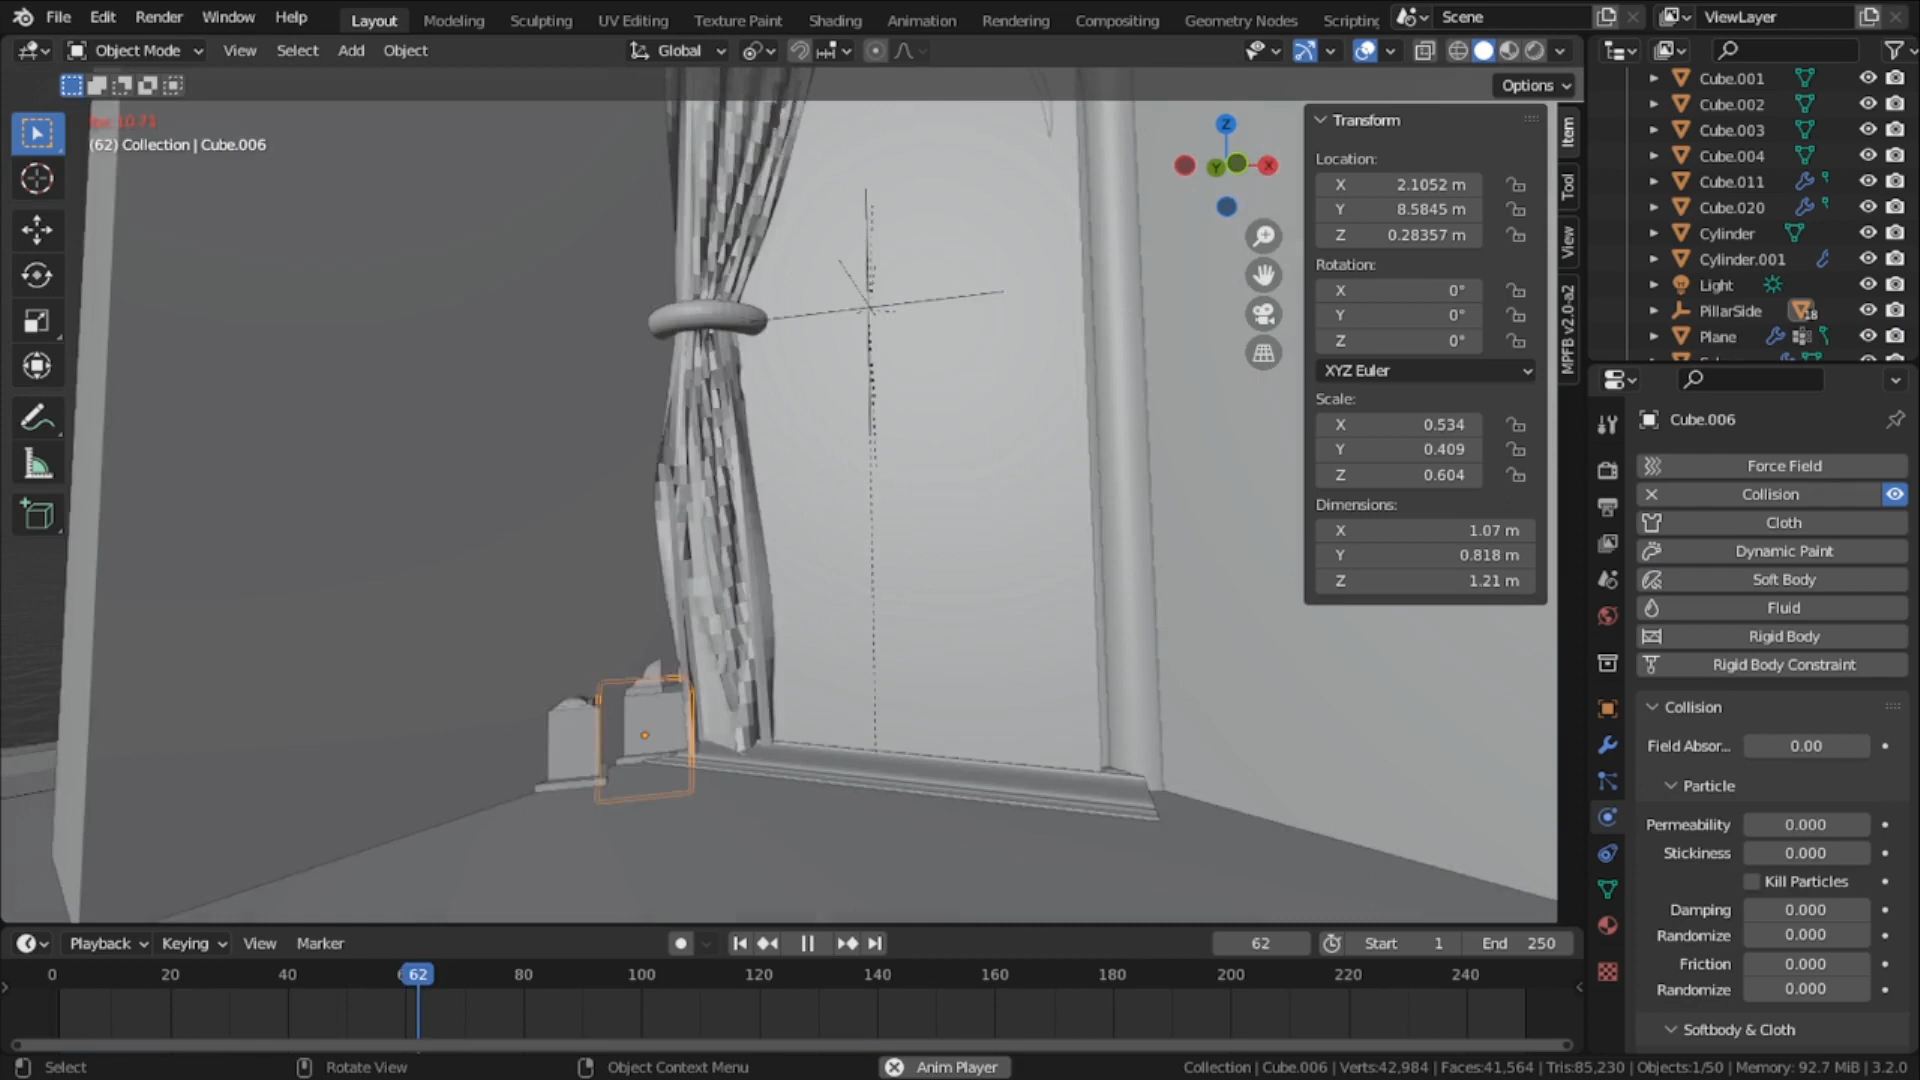 File Edit Render Window Help Layout Modeling Sculpting UV Editing Texture Paint Shading Animation Rendering Compositing Geometry Nodes Scripting Scene ViewLayer
Object Mode View Select Add Object Global
Options
fps: 10.71
(62) Collection | Cube.006
Z
Y
X
Transform
Location:
X 2.1052 m
Y 8.5845 m
Z 0.28357 m
Rotation:
X 0°
Y 0°
Z 0°
XYZ Euler
Scale:
X 0.534
Y 0.409
Z 0.604
Dimensions:
X 1.07 m
Y 0.818 m
Z 1.21 m
Item
Tool
View
MPFB v2.0-a2
Cube.001
Cube.002
Cube.003
Cube.004
Cube.011
Cube.020
Cylinder
Cylinder.001
Light
PillarSide 18
Plane
Cube.006
Force Field
Collision
Cloth
Dynamic Paint
Soft Body
Fluid
Rigid Body
Rigid Body Constraint
Collision
Field Absor... 0.00
Particle
Permeability 0.000
Stickiness 0.000
Kill Particles
Damping 0.000
Randomize 0.000
Friction 0.000
Randomize 0.000
Softbody & Cloth
Playback Keying View Marker 62 Start 1 End 250
0 20 40 62 80 100 120 140 160 180 200 220 240
Select Rotate View Object Context Menu Anim Player Collection | Cube.006 | Verts:42,984 | Faces:41,564 | Tris:85,230 | Objects:1/50 | Memory: 92.7 MiB | 3.2.0